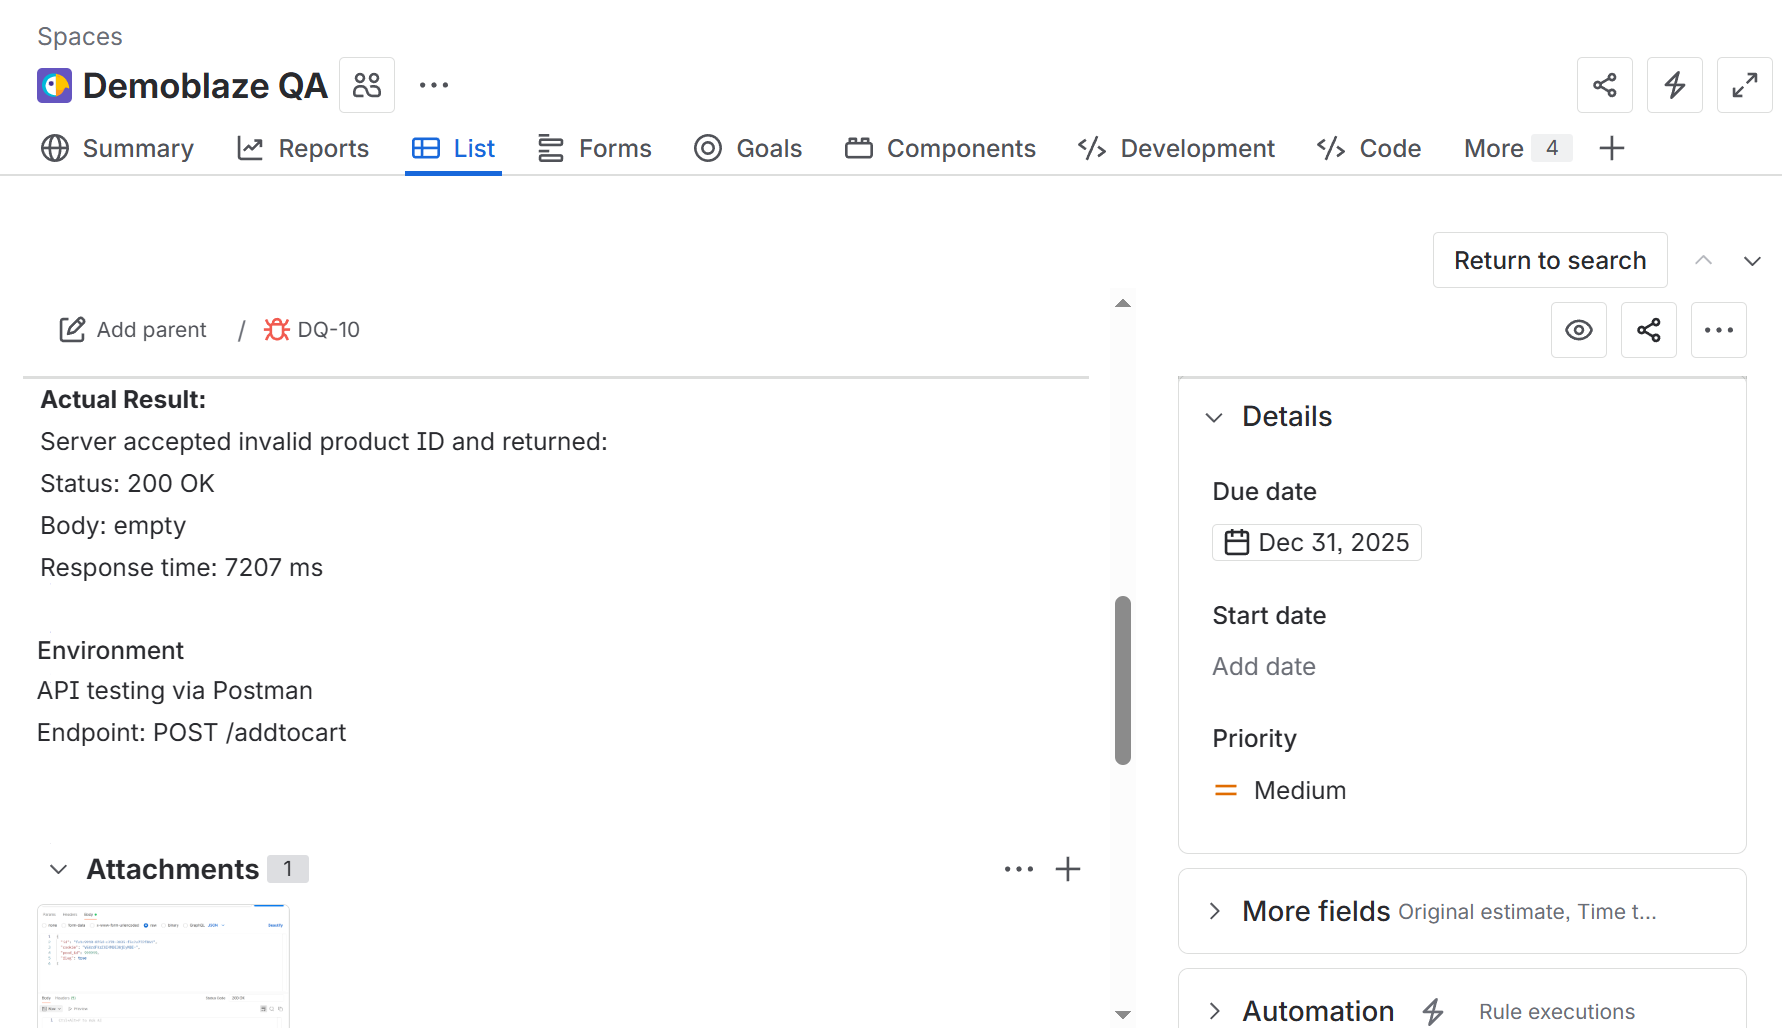 Spaces
Demoblaze QA
Summary
Reports
List
Forms
Goals
Components
Development
Code
More 4
Return to search
Add parent / DQ-10
Actual Result:
Server accepted invalid product ID and returned:
Status: 200 OK
Body: empty
Response time: 7207 ms
Environment
API testing via Postman
Endpoint: POST /addtocart
Attachments 1
Details
Due date
Dec 31, 2025
Start date
Add date
Priority
Medium
More fields Original estimate, Time t...
Automation Rule executions